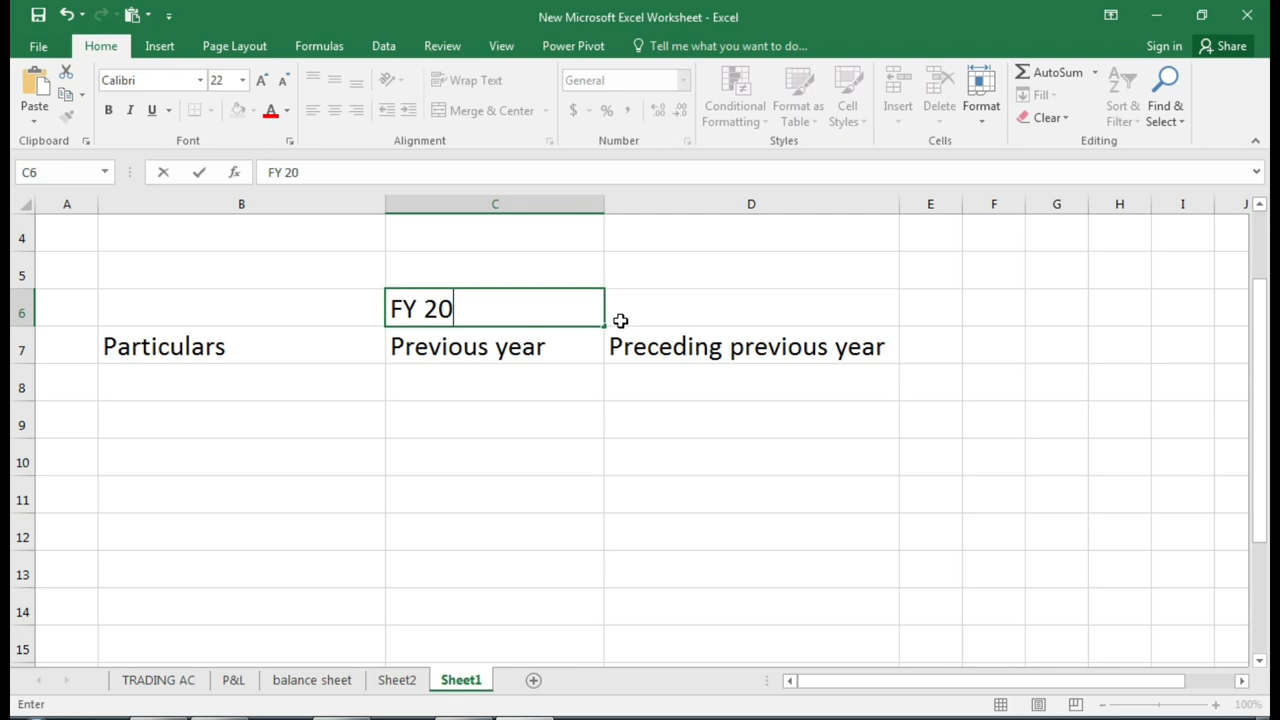 New Microsoft Excel Worksheet - Excel
File Home Insert Page Layout Formulas Data Review View Power Pivot Tell me what you want to do... Sign in Share
Paste
Calibri 22 A A
B I U A
Wrap Text
Merge & Center
General
$ % ,
Conditional Formatting
Format as Table
Cell Styles
Insert
Delete
Format
AutoSum
Fill
Clear
Sort & Filter
Find & Select
Clipboard Font Alignment Number Styles Cells Editing
C6 fx FY 20
A B C D E F G H I J
4
5
6 FY 20
7 Particulars Previous year Preceding previous year
8
9
10
11
12
13
14
15
TRADING AC P&L balance sheet Sheet2 Sheet1
Enter 100%